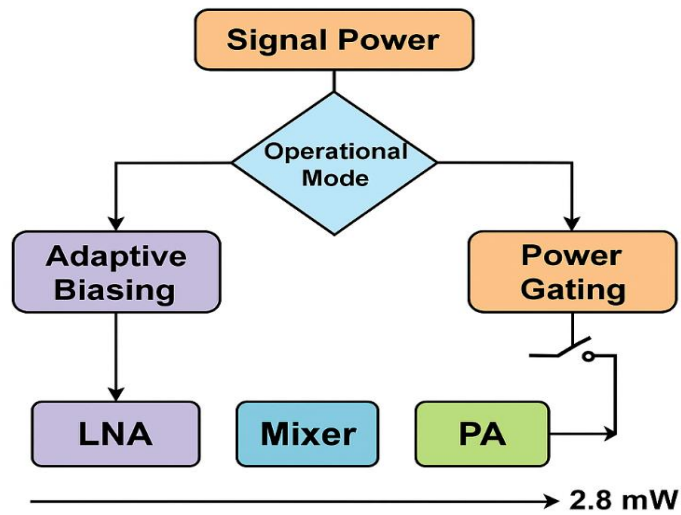 Signal Power
Operational
Mode
Adaptive
Biasing
Power
Gating
LNA
Mixer
PA
2.8 mW